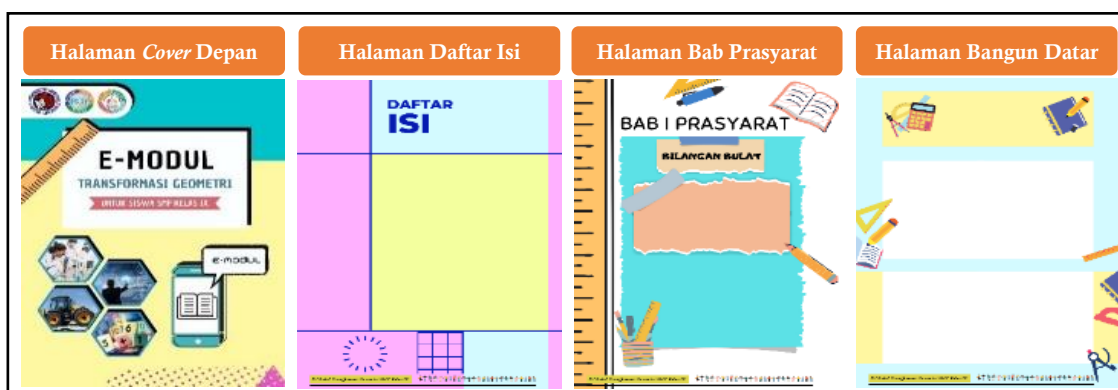 Halaman Cover Depan
Halaman Daftar Isi
Halaman Bab Prasyarat
Halaman Bangun Datar
E-MODUL
TRANSFORMASI GEOMETRI
UNTUK SISWA SMP KELAS IX
E-MODUL
DAFTAR
ISI
BAB I PRASYARAT
BILANGAN BULAT